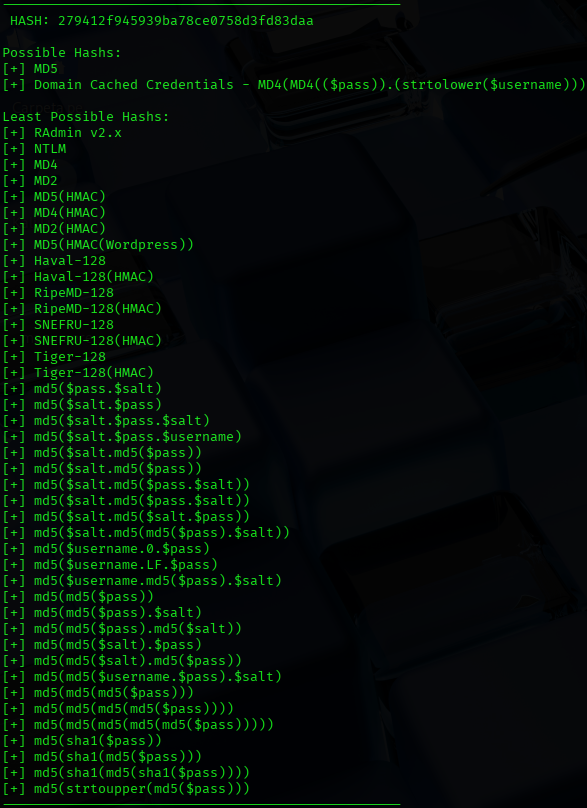 HASH: 279412f945939ba78ce0758d3fd83daa
Possible Hashs:
[+] MD5
[+] Domain Cached Credentials - MD4(MD4(($pass)).(strtolower($username)))
Least Possible Hashs:
[+] RAdmin v2.x
[+] NTLM
[+] MD4
[+] MD2
[+] MD5(HMAC)
[+] MD4(HMAC)
[+] MD2(HMAC)
[+] MD5(HMAC(Wordpress))
[+] Haval-128
[+] Haval-128(HMAC)
[+] RipeMD-128
[+] RipeMD-128(HMAC)
[+] SNEFRU-128
[+] SNEFRU-128(HMAC)
[+] Tiger-128
[+] Tiger-128(HMAC)
[+] md5($pass.$salt)
[+] md5($salt.$pass)
[+] md5($salt.$pass.$salt)
[+] md5($salt.$pass.$username)
[+] md5($salt.md5($pass))
[+] md5($salt.md5($pass))
[+] md5($salt.md5($pass.$salt))
[+] md5($salt.md5($pass.$salt))
[+] md5($salt.md5($salt.$pass))
[+] md5($salt.md5(md5($pass).$salt))
[+] md5($username.0.$pass)
[+] md5($username.LF.$pass)
[+] md5($username.md5($pass).$salt)
[+] md5(md5($pass))
[+] md5(md5($pass).$salt)
[+] md5(md5($pass).md5($salt))
[+] md5(md5($salt).$pass)
[+] md5(md5($salt).md5($pass))
[+] md5(md5($username.$pass).$salt)
[+] md5(md5(md5($pass)))
[+] md5(md5(md5(md5($pass))))
[+] md5(md5(md5(md5(md5($pass)))))
[+] md5(sha1($pass))
[+] md5(sha1(md5($pass)))
[+] md5(sha1(md5(sha1($pass))))
[+] md5(strtoupper(md5($pass)))